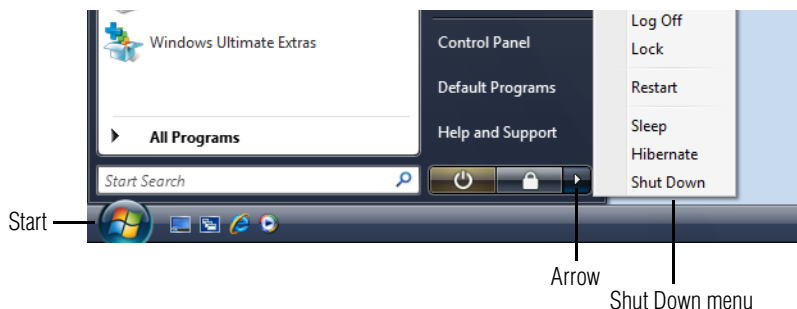 Windows Ultimate Extras
All Programs
Start Search
Control Panel
Default Programs
Help and Support
Log Off
Lock
Restart
Sleep
Hibernate
Shut Down
Start
Arrow
Shut Down menu